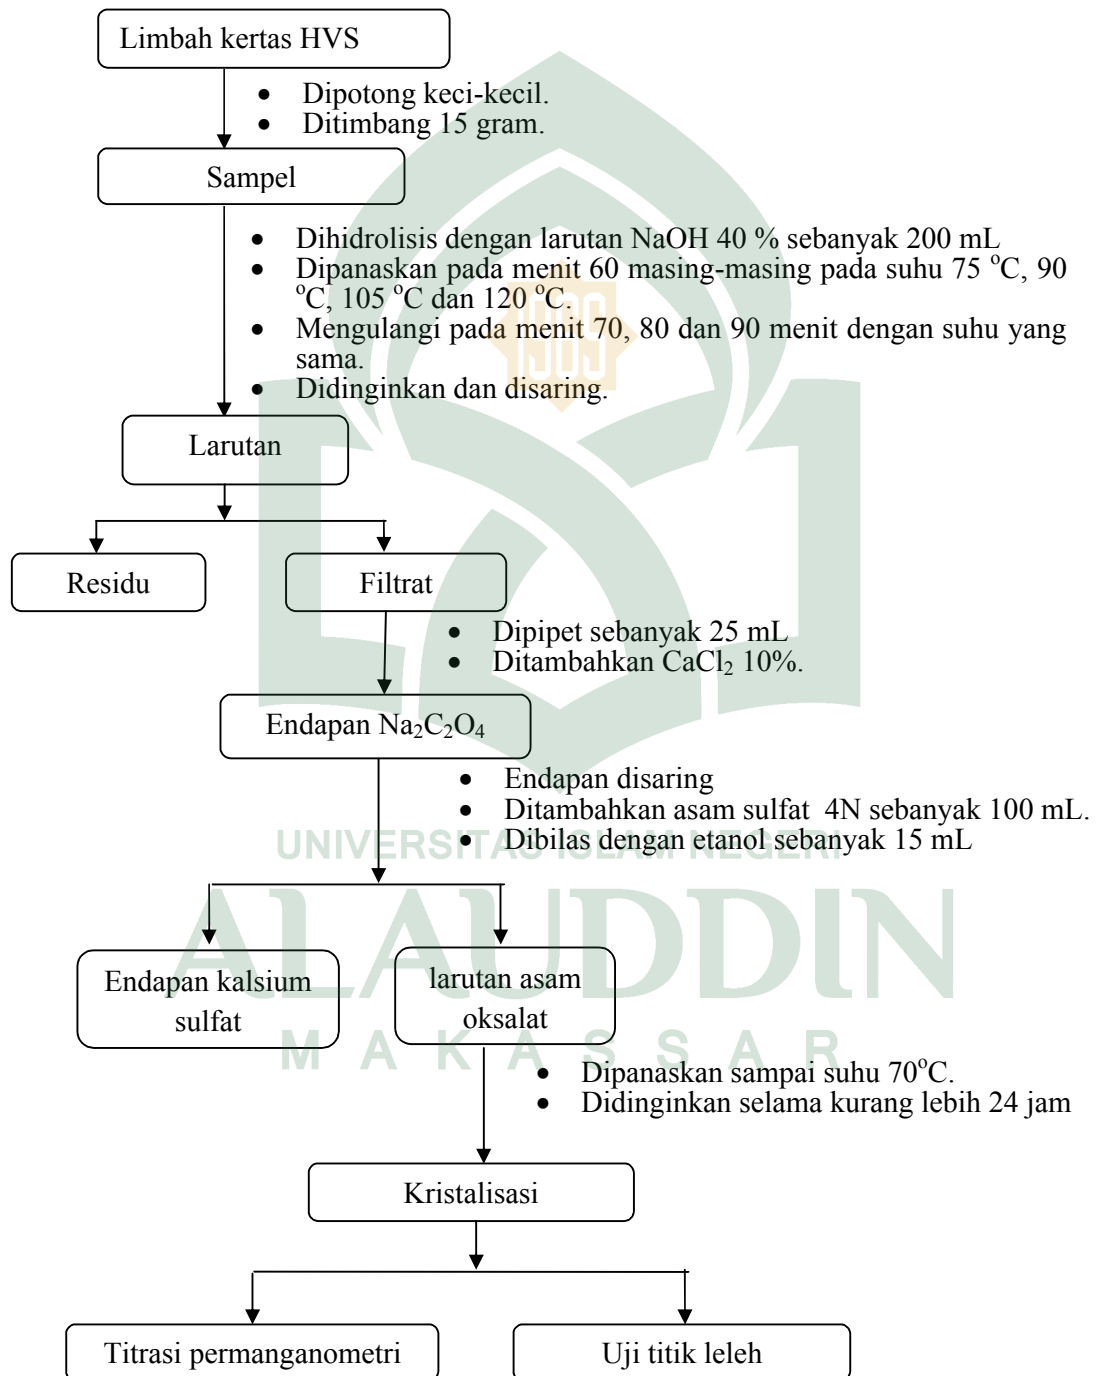 Limbah kertas HVS
• Dipotong keci-kecil.
• Ditimbang 15 gram.
Sampel
• Dihidrolisis dengan larutan NaOH 40 % sebanyak 200 mL
• Dipanaskan pada menit 60 masing-masing pada suhu 75 °C, 90
°C, 105 °C dan 120 °C.
• Mengulangi pada menit 70, 80 dan 90 menit dengan suhu yang
sama.
• Didinginkan dan disaring.
1965
Larutan
Residu
Filtrat
• Dipipet sebanyak 25 mL
• Ditambahkan CaCl₂ 10%.
Endapan Na₂C₂O₄
• Endapan disaring
• Ditambahkan asam sulfat 4N sebanyak 100 mL.
• Dibilas dengan etanol sebanyak 15 mL
UNIVERSITAS ISLAM NEGERI
ALAUDDIN
MAKASSAR
Endapan kalsium
sulfat
larutan asam
oksalat
• Dipanaskan sampai suhu 70°C.
• Didinginkan selama kurang lebih 24 jam
Kristalisasi
Titrasi permanganometri
Uji titik leleh